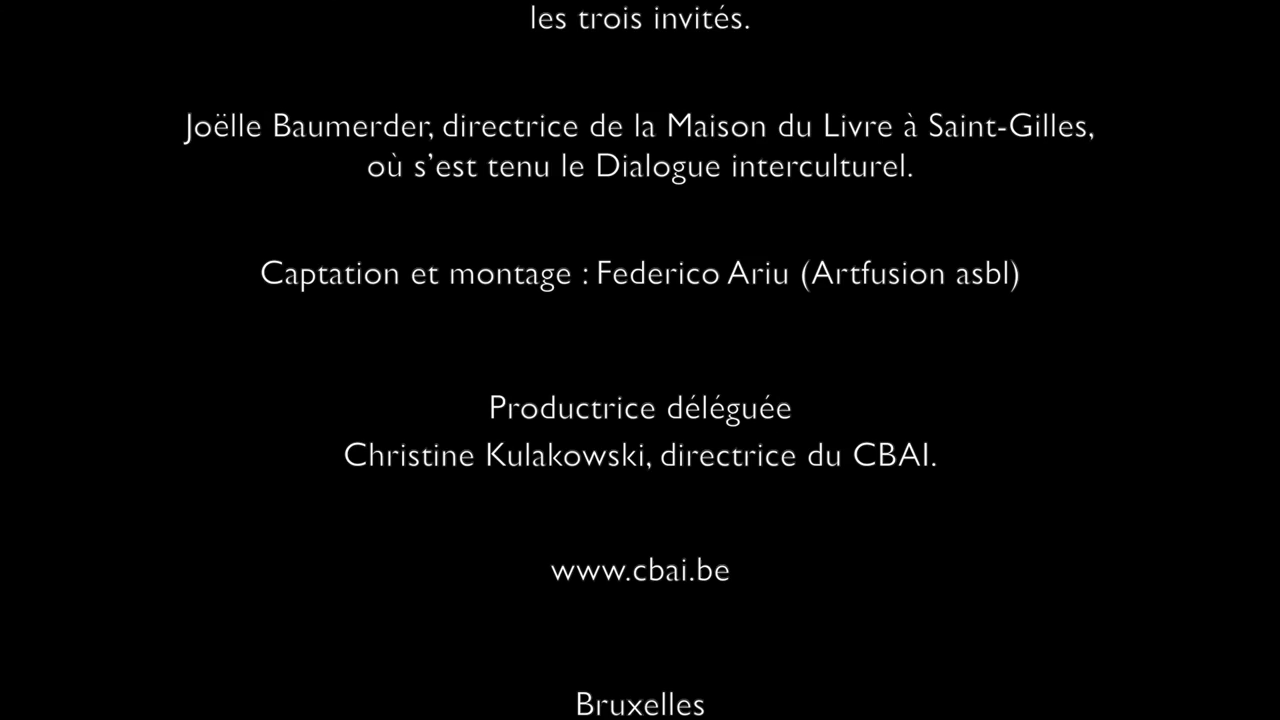 les trois invités.
Joëlle Baumerder, directrice de la Maison du Livre à Saint-Gilles,
où s’est tenu le Dialogue interculturel.
Captation et montage : Federico Ariu (Artfusion asbl)
Productrice déléguée
Christine Kulakowski, directrice du CBAI.
www.cbai.be
Bruxelles